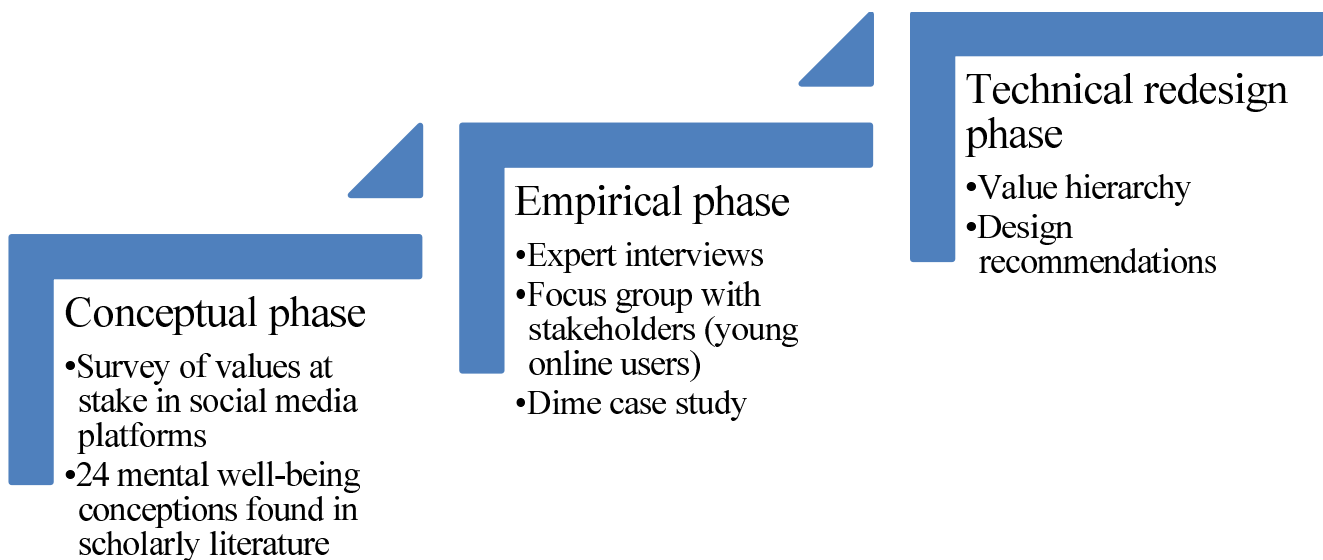 Conceptual phase
•Survey of values at
stake in social media
platforms
•24 mental well-being
conceptions found in
scholarly literature
Empirical phase
•Expert interviews
•Focus group with
stakeholders (young
online users)
•Dime case study
Technical redesign
phase
•Value hierarchy
•Design
recommendations